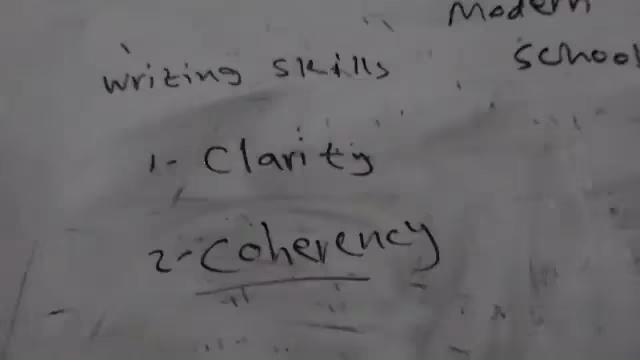 Modern
school
writing skills
1- Clarity
2- Coherency